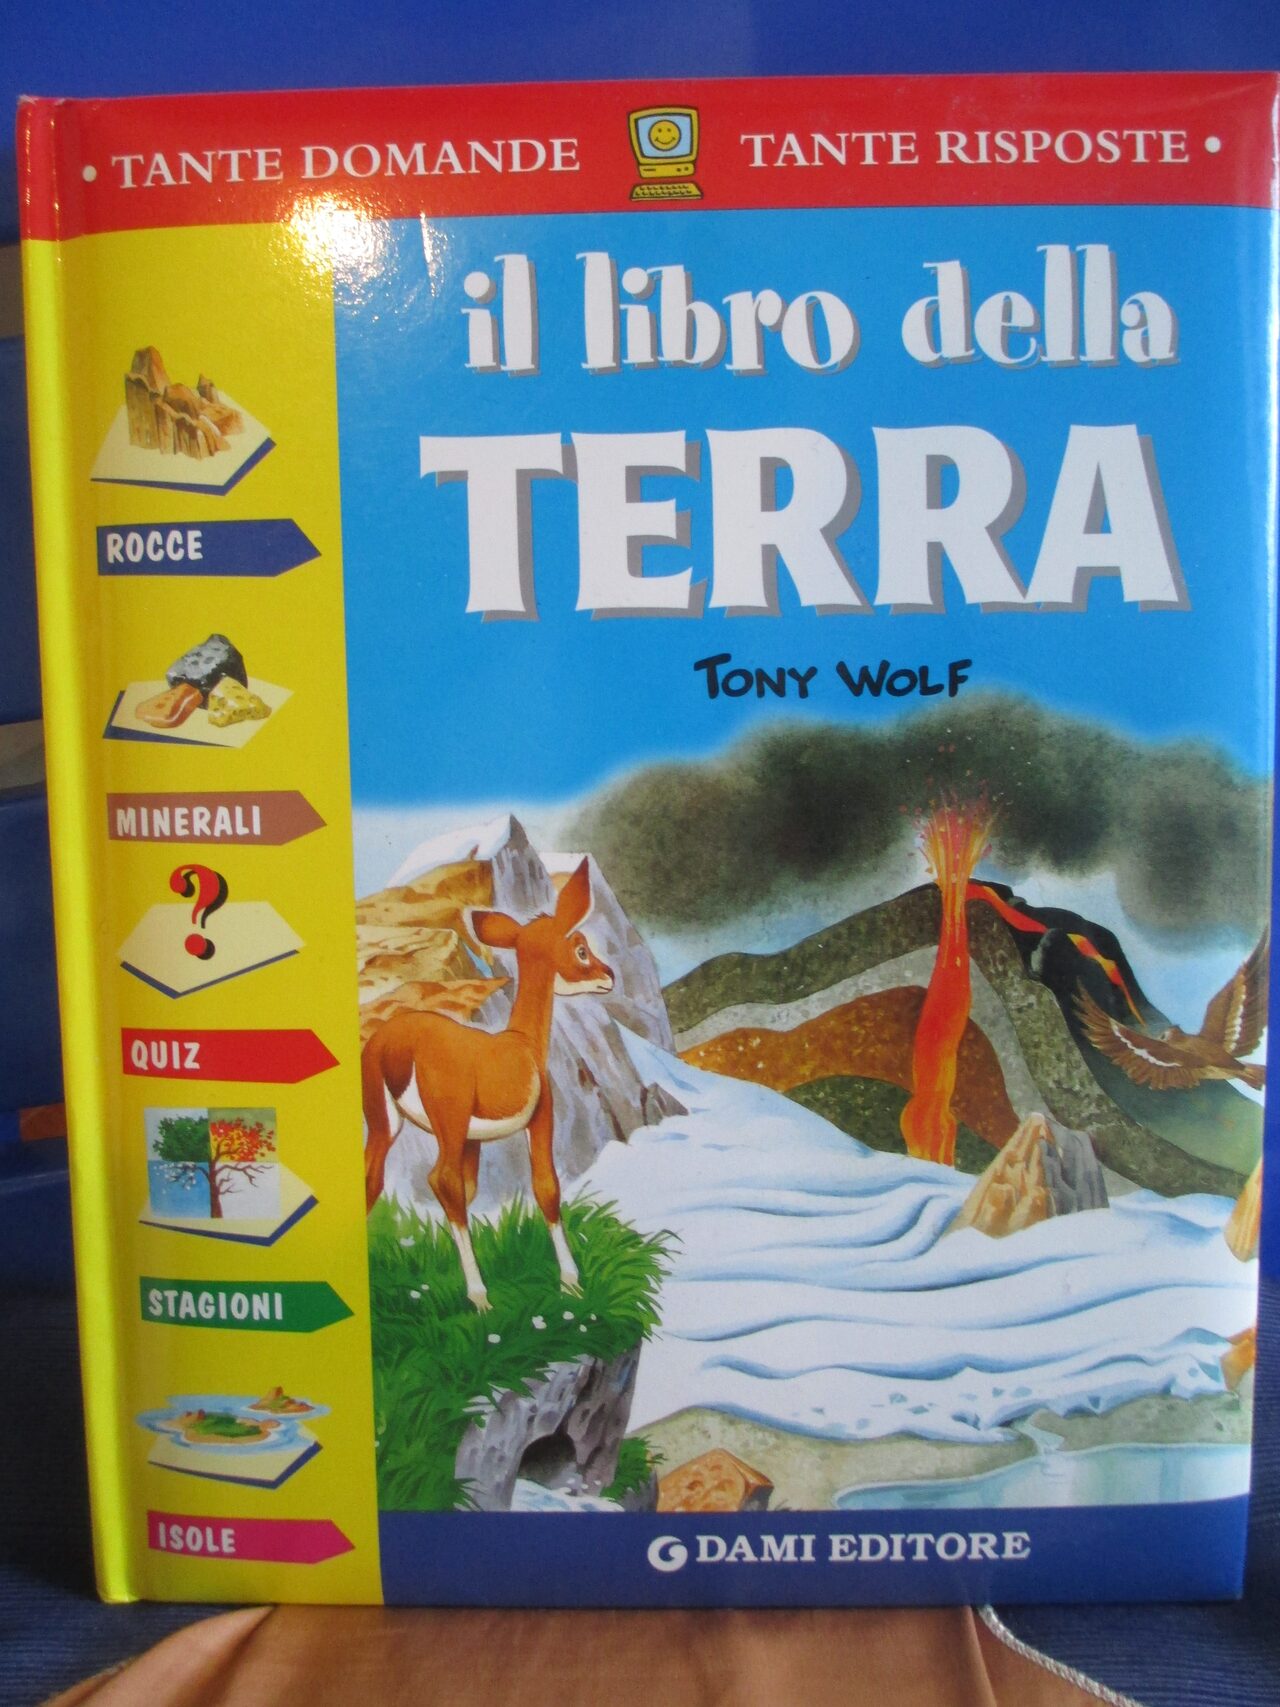 • TANTE DOMANDE TANTE RISPOSTE •
il libro della
TERRA
TONY WOLF
ROCCE
MINERALI
?
QUIZ
STAGIONI
ISOLE
DAMI EDITORE